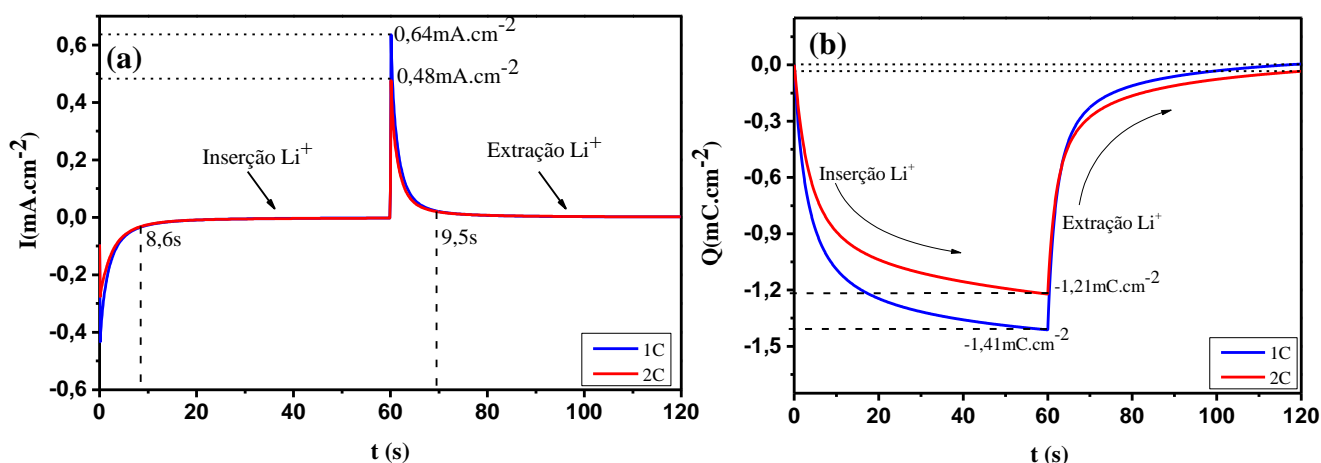 (a)
I(mA.cm⁻²)
0,6
0,4
0,2
0,0
-0,2
-0,4
-0,6
0,64mA.cm⁻²
0,48mA.cm⁻²
Inserção Li⁺
Extração Li⁺
8,6s
9,5s
1C
2C
0 20 40 60 80 100 120
t (s)
(b)
Q(mC.cm⁻²)
0,0
-0,3
-0,6
-0,9
-1,2
-1,5
Inserção Li⁺
Extração Li⁺
-1,21mC.cm⁻²
-1,41mC.cm⁻²
1C
2C
0 20 40 60 80 100 120
t (s)